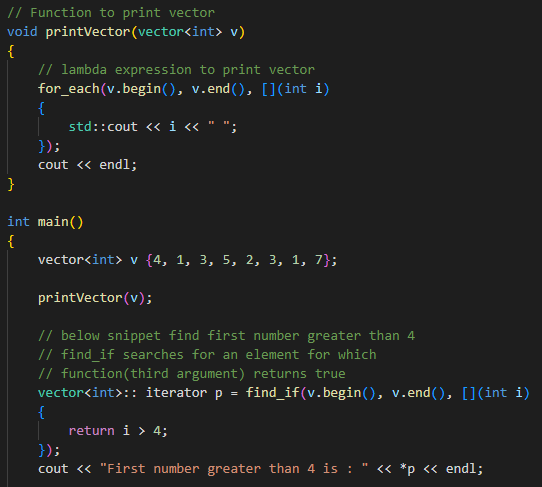 // Function to print vector
void printVector(vector<int> v)
{
    // lambda expression to print vector
    for_each(v.begin(), v.end(), [](int i)
    {
        std::cout << i << " ";
    });
    cout << endl;
}

int main()
{
    vector<int> v {4, 1, 3, 5, 2, 3, 1, 7};

    printVector(v);

    // below snippet find first number greater than 4
    // find_if searches for an element for which
    // function(third argument) returns true
    vector<int>:: iterator p = find_if(v.begin(), v.end(), [](int i)
    {
        return i > 4;
    });
    cout << "First number greater than 4 is : " << *p << endl;